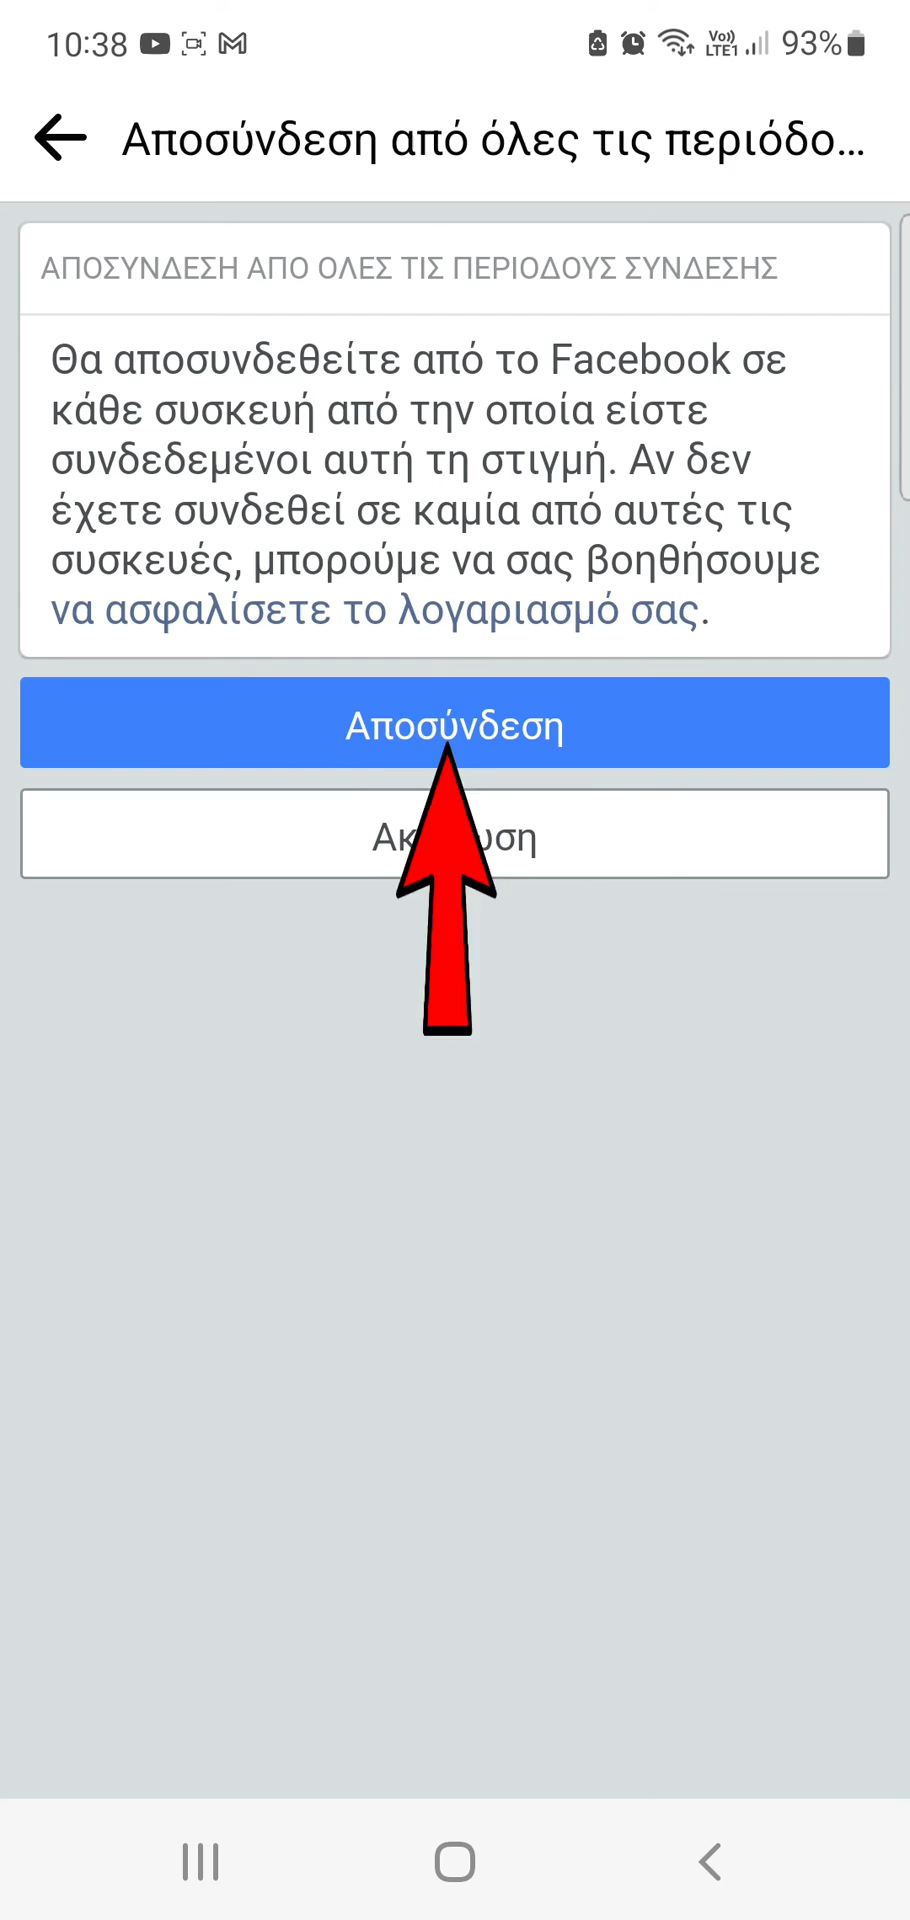 10:38 Vo)) LTE1 93%
Αποσύνδεση από όλες τις περιόδο...
ΑΠΟΣΥΝΔΕΣΗ ΑΠΟ ΟΛΕΣ ΤΙΣ ΠΕΡΙΟΔΟΥΣ ΣΥΝΔΕΣΗΣ
Θα αποσυνδεθείτε από το Facebook σε
κάθε συσκευή από την οποία είστε
συνδεδεμένοι αυτή τη στιγμή. Αν δεν
έχετε συνδεθεί σε καμία από αυτές τις
συσκευές, μπορούμε να σας βοηθήσουμε
να ασφαλίσετε το λογαριασμό σας.
Αποσύνδεση